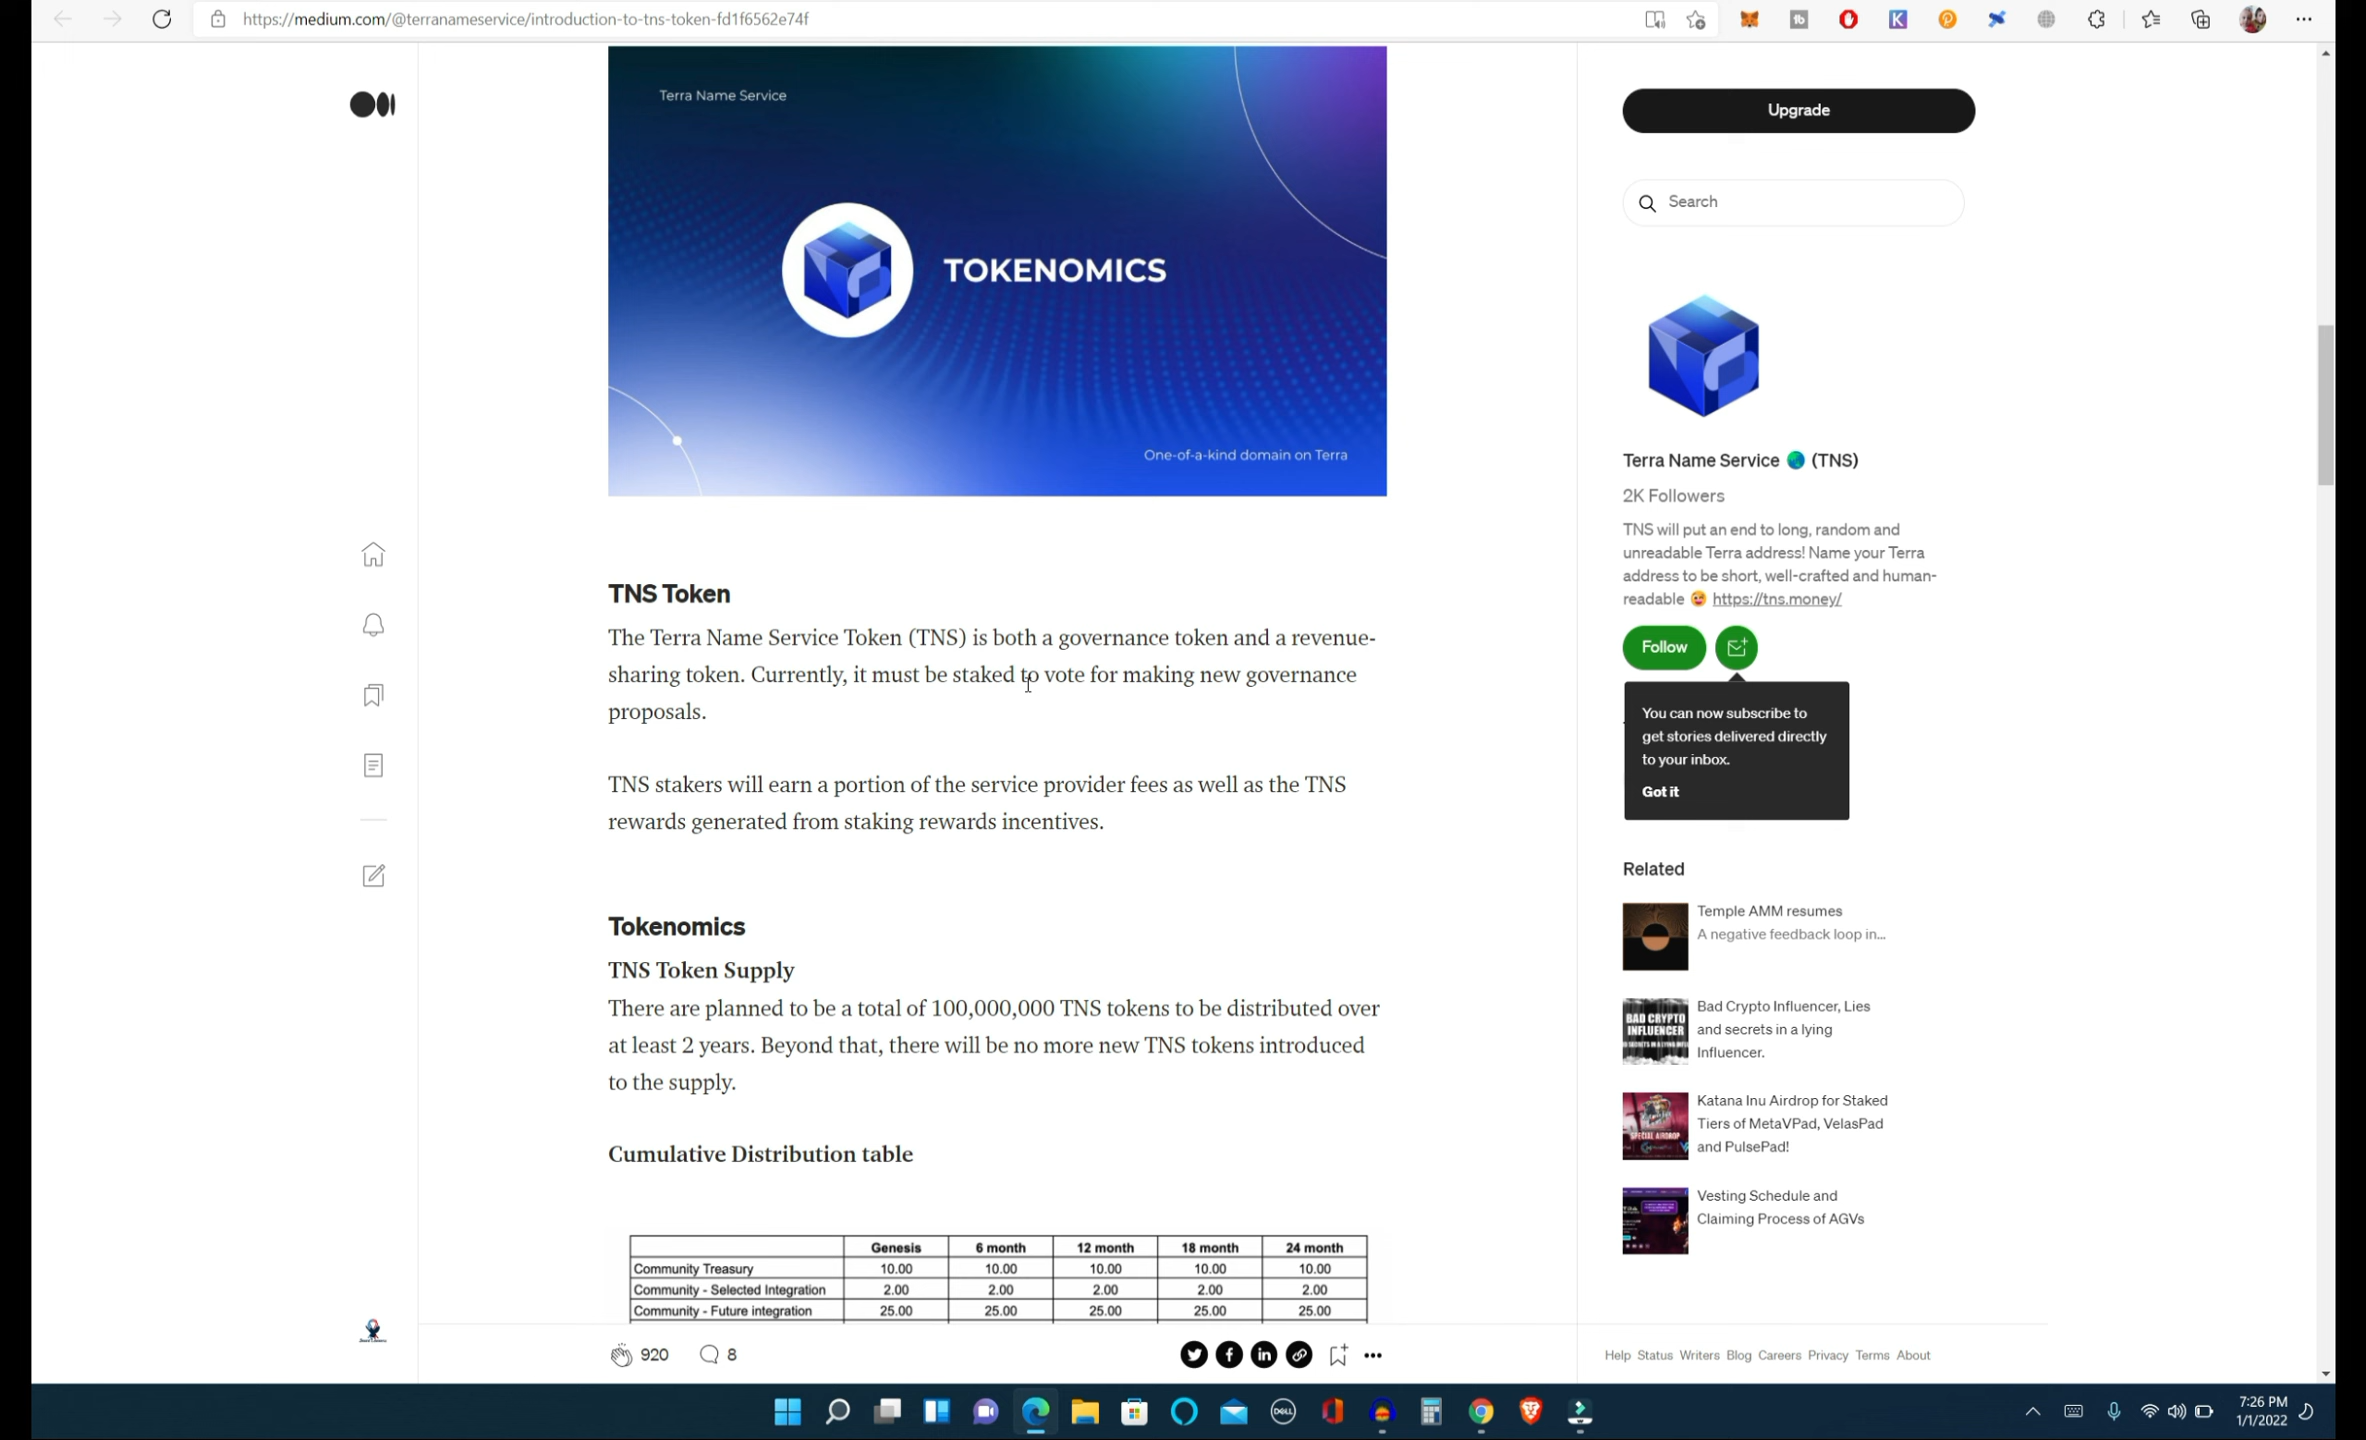 https://medium.com/@terranameservice/introduction-to-tns-token-fd1f6562e74f
Terra Name Service
TOKENOMICS
One-of-a-kind domain on Terra
TNS Token
The Terra Name Service Token (TNS) is both a governance token and a revenue-
sharing token. Currently, it must be staked to vote for making new governance
proposals.
TNS stakers will earn a portion of the service provider fees as well as the TNS
rewards generated from staking rewards incentives.
Tokenomics
TNS Token Supply
There are planned to be a total of 100,000,000 TNS tokens to be distributed over
at least 2 years. Beyond that, there will be no more new TNS tokens introduced
to the supply.
Cumulative Distribution table
Genesis 6 month 12 month 18 month 24 month
Community Treasury 10.00 10.00 10.00 10.00 10.00
Community - Selected Integration 2.00 2.00 2.00 2.00 2.00
Community - Future integration 25.00 25.00 25.00 25.00 25.00
920 8
Upgrade
Search
Terra Name Service (TNS)
2K Followers
TNS will put an end to long, random and
unreadable Terra address! Name your Terra
address to be short, well-crafted and human-
readable https://tns.money/
Follow
You can now subscribe to
get stories delivered directly
to your inbox.
Got it
Related
Temple AMM resumes
A negative feedback loop in...
BAD CRYPTO
INFLUENCER
Bad Crypto Influencer, Lies
and secrets in a lying
Influencer.
SPECIAL AIRDROP
Katana Inu Airdrop for Staked
Tiers of MetaVPad, VelasPad
and PulsePad!
Vesting Schedule and
Claiming Process of AGVs
Help Status Writers Blog Careers Privacy Terms About
DELL
7:26 PM
1/1/2022